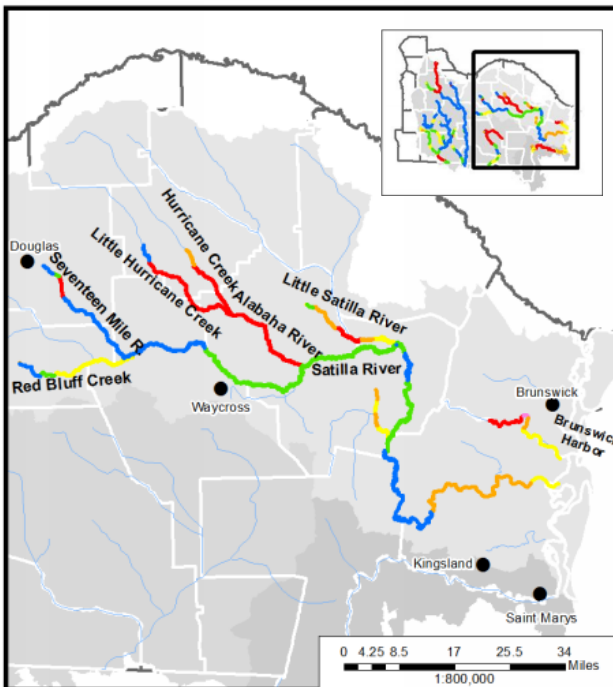 Hurricane Creek
Douglas
Little Hurricane Creek
Seventeen Mile R
Alabaha River
Little Satilla River
Red Bluff Creek
Satilla River
Waycross
Brunswick
Brunswick
Harbor
Kingsland
Saint Marys
0 4.25 8.5 17 25.5 34
Miles
1:800,000